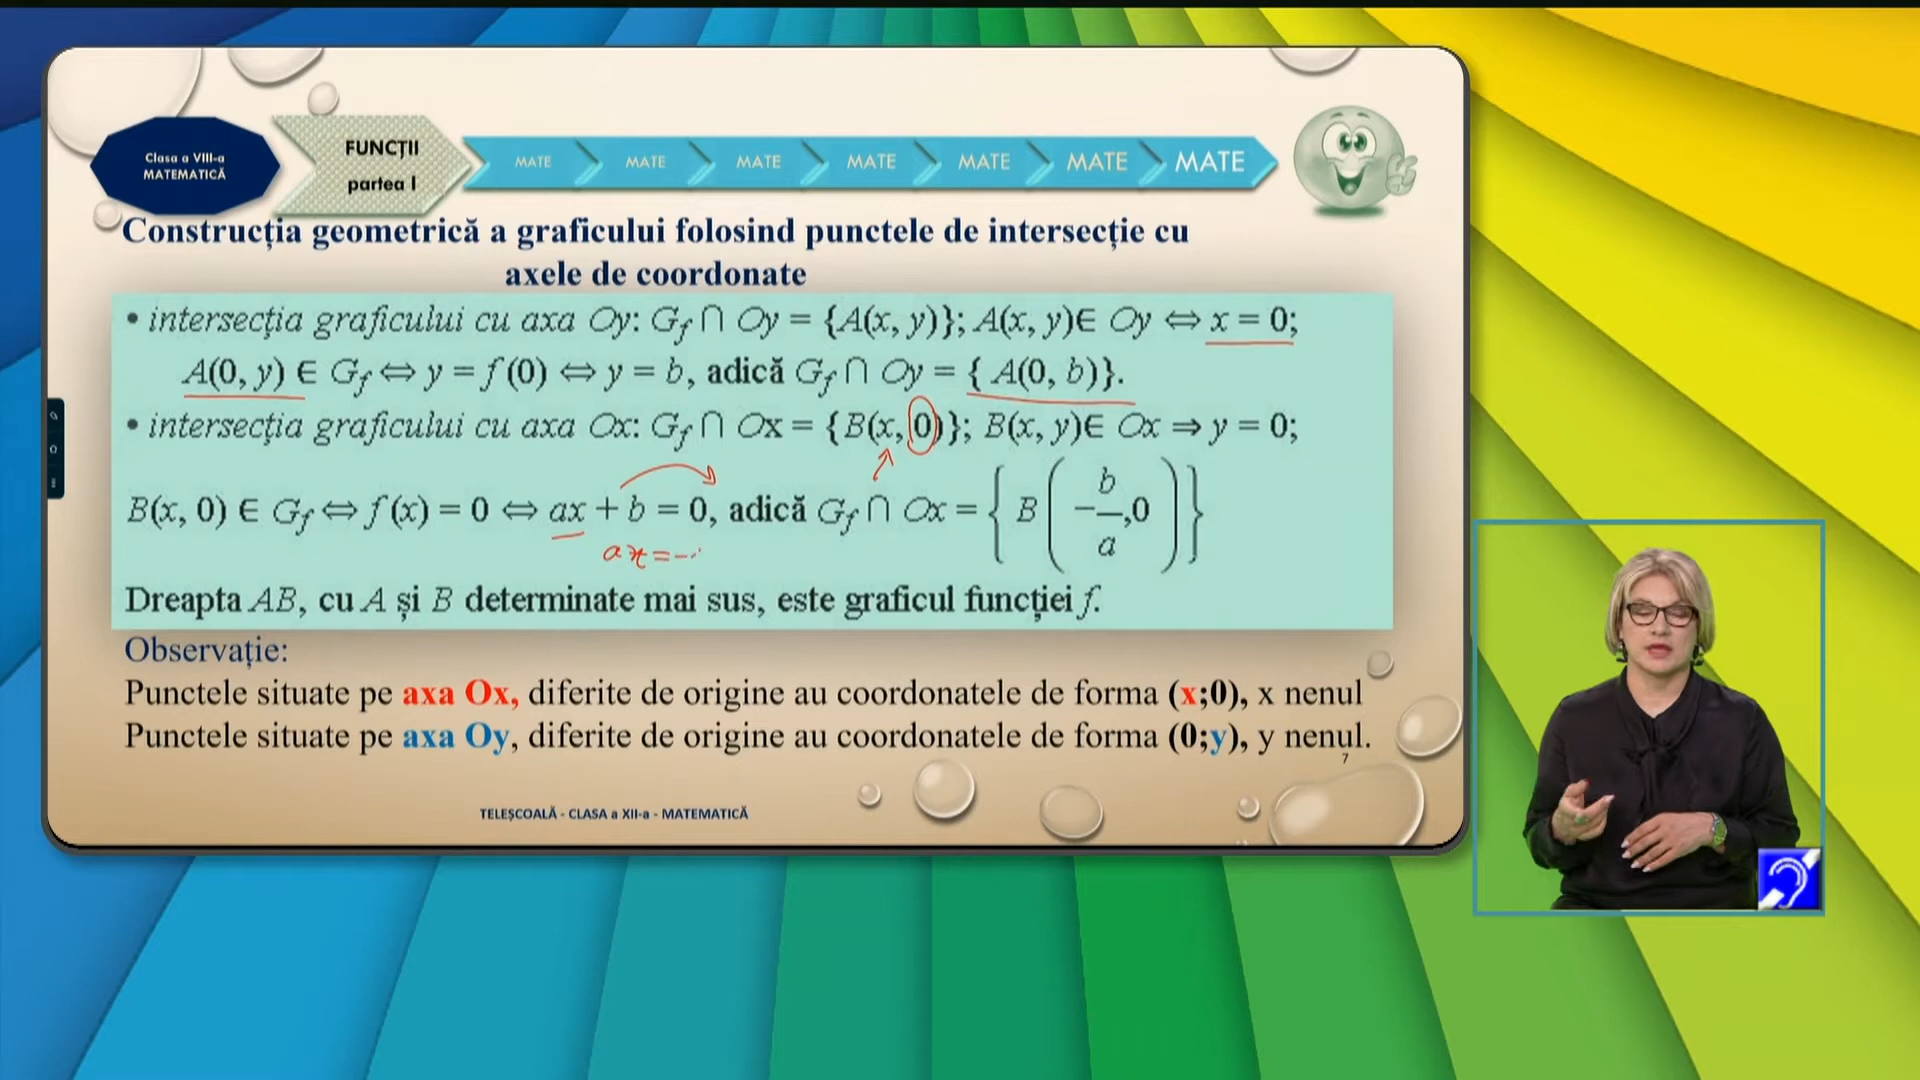 Clasa a VIII-a
MATEMATICĂ
FUNCȚII
partea I
MATE MATE MATE MATE MATE MATE MATE
Construcția geometrică a graficului folosind punctele de intersecție cu
axele de coordonate
• intersecția graficului cu axa Oy: G_f ∩ Oy = {A(x, y)}; A(x, y)∈ Oy ⇔ x = 0;
A(0, y) ∈ G_f ⇔ y = f (0) ⇔ y = b, adică G_f ∩ Oy = { A(0, b)}.
• intersecția graficului cu axa Ox: G_f ∩ Ox = {B(x, 0)}; B(x, y)∈ Ox ⇒ y = 0;
B(x, 0) ∈ G_f ⇔ f (x) = 0 ⇔ ax + b = 0, adică G_f ∩ Ox = { B ( −b/a ,0 ) }
ax = -
Dreapta AB, cu A și B determinate mai sus, este graficul funcției f.
Observație:
Punctele situate pe axa Ox, diferite de origine au coordonatele de forma (x;0), x nenul
Punctele situate pe axa Oy, diferite de origine au coordonatele de forma (0;y), y nenul.
7
TELEȘCOALĂ - CLASA a XII-a - MATEMATICĂ